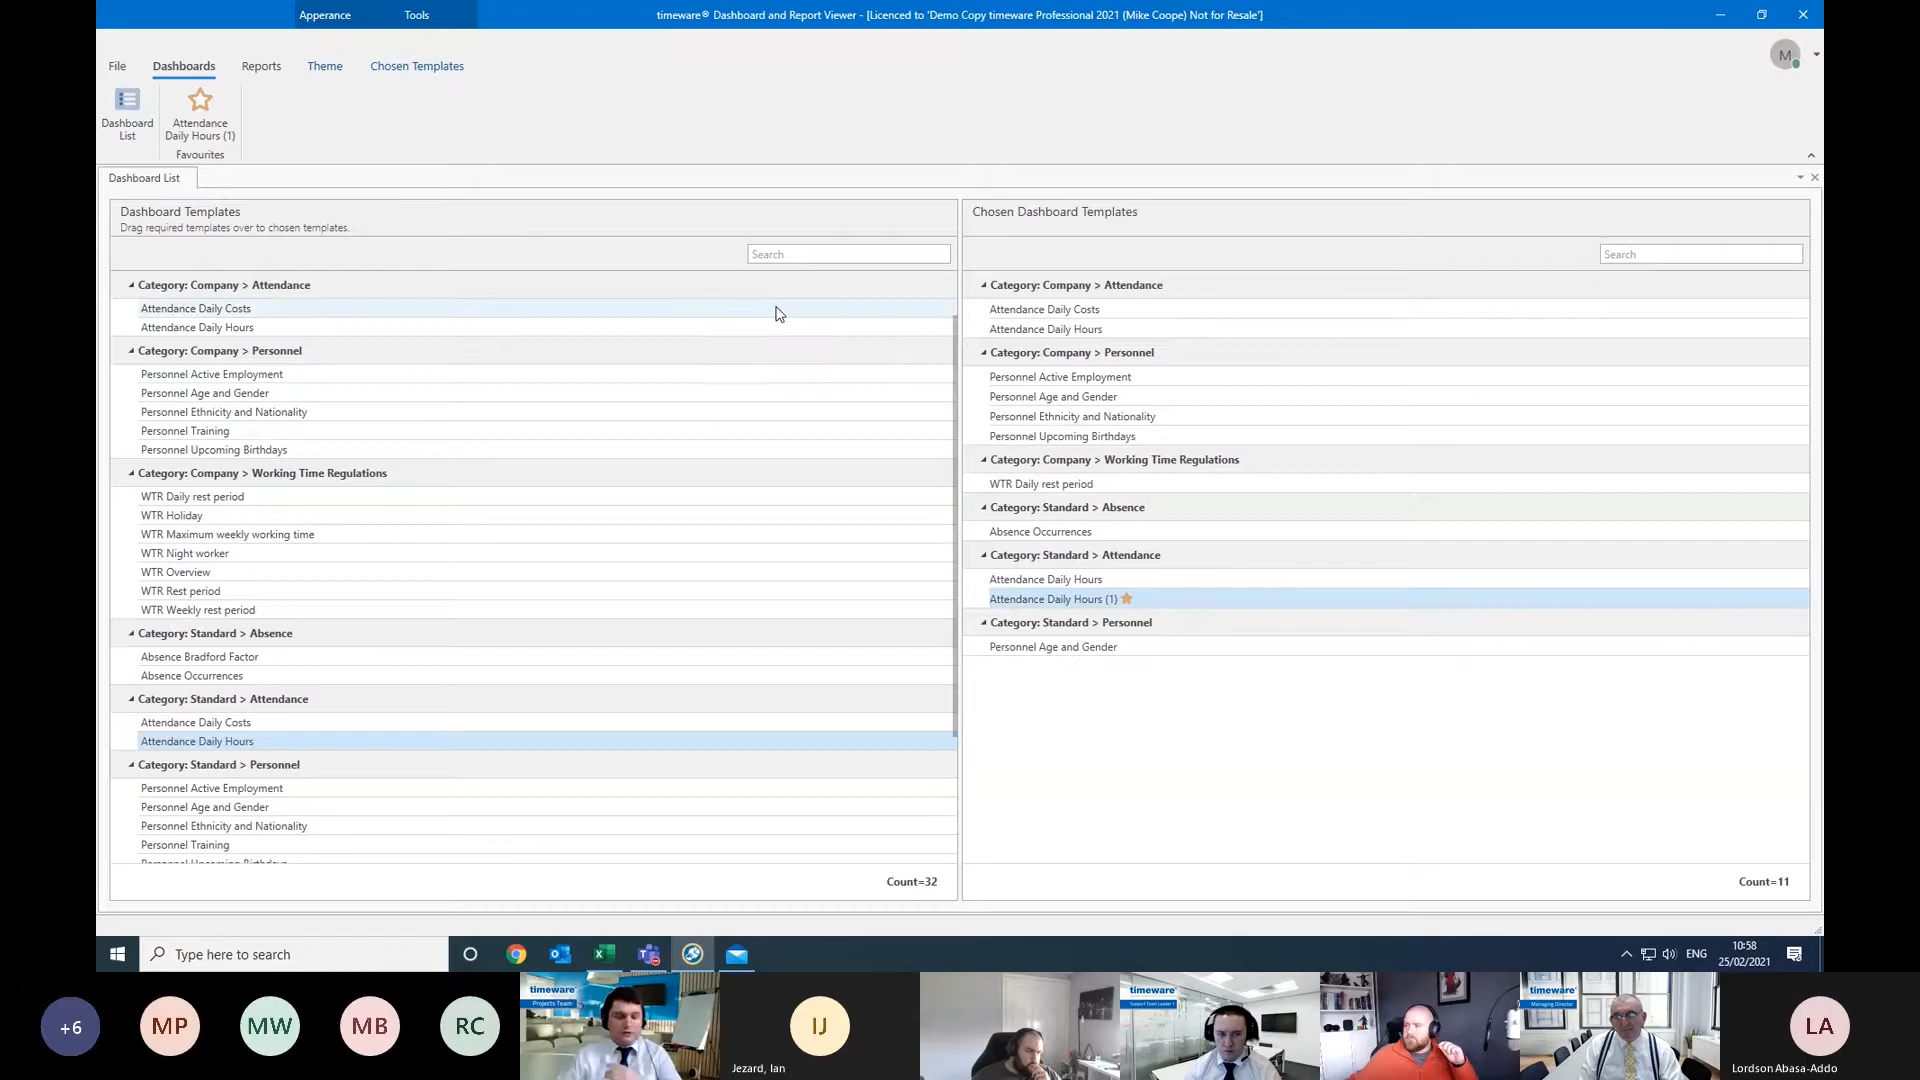 Apperance
Tools
timeware® Dashboard and Report Viewer - [Licenced to 'Demo Copy timeware Professional 2021 (Mike Coope) Not for Resale']
File
Dashboards
Reports
Theme
Chosen Templates
M
Dashboard
List
Attendance
Daily Hours (1)
Favourites
Dashboard List
Dashboard Templates
Drag required templates over to chosen templates.
Search
Category: Company > Attendance
Attendance Daily Costs
Attendance Daily Hours
Category: Company > Personnel
Personnel Active Employment
Personnel Age and Gender
Personnel Ethnicity and Nationality
Personnel Training
Personnel Upcoming Birthdays
Category: Company > Working Time Regulations
WTR Daily rest period
WTR Holiday
WTR Maximum weekly working time
WTR Night worker
WTR Overview
WTR Rest period
WTR Weekly rest period
Category: Standard > Absence
Absence Bradford Factor
Absence Occurrences
Category: Standard > Attendance
Attendance Daily Costs
Attendance Daily Hours
Category: Standard > Personnel
Personnel Active Employment
Personnel Age and Gender
Personnel Ethnicity and Nationality
Personnel Training
Personnel Upcoming Birthdays
Count=32
Chosen Dashboard Templates
Search
Category: Company > Attendance
Attendance Daily Costs
Attendance Daily Hours
Category: Company > Personnel
Personnel Active Employment
Personnel Age and Gender
Personnel Ethnicity and Nationality
Personnel Upcoming Birthdays
Category: Company > Working Time Regulations
WTR Daily rest period
Category: Standard > Absence
Absence Occurrences
Category: Standard > Attendance
Attendance Daily Hours
Attendance Daily Hours (1)
Category: Standard > Personnel
Personnel Age and Gender
Count=11
Type here to search
ENG
10:58
25/02/2021
+6
MP
MW
MB
RC
timeware
Projects Team
IJ
Jezard, Ian
timeware
Support Team Leader 1
timeware
Managing Director
LA
Lordson Abasa-Addo